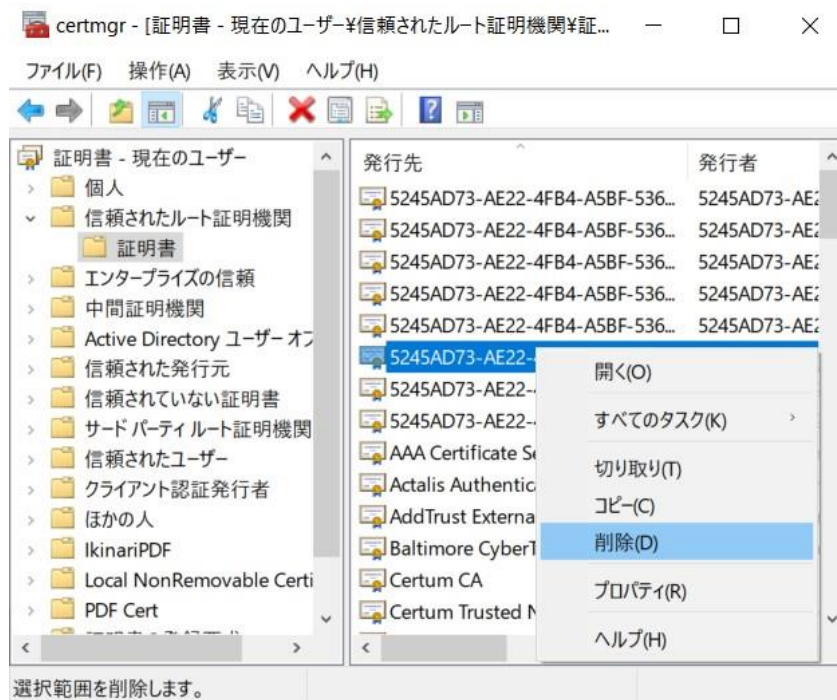 certmgr - [証明書 - 現在のユーザー¥信頼されたルート証明機関¥証...
ファイル(F) 操作(A) 表示(V) ヘルプ(H)
証明書 - 現在のユーザー
個人
信頼されたルート証明機関
証明書
エンタープライズの信頼
中間証明機関
Active Directory ユーザー オブ
信頼された発行元
信頼されていない証明書
サード パーティ ルート証明機関
信頼されたユーザー
クライアント認証発行者
ほかの人
IkinariPDF
Local NonRemovable Certi
PDF Cert
発行先 発行者
5245AD73-AE22-4FB4-A5BF-536... 5245AD73-AE2
5245AD73-AE22-4FB4-A5BF-536... 5245AD73-AE2
5245AD73-AE22-4FB4-A5BF-536... 5245AD73-AE2
5245AD73-AE22-4FB4-A5BF-536... 5245AD73-AE2
5245AD73-AE22-4FB4-A5BF-536... 5245AD73-AE2
5245AD73-AE22-
5245AD73-AE22-
5245AD73-AE22-
AAA Certificate Se
Actalis Authentic
AddTrust Externa
Baltimore CyberT
Certum CA
Certum Trusted N
開く(O)
すべてのタスク(K)
切り取り(T)
コピー(C)
削除(D)
プロパティ(R)
ヘルプ(H)
選択範囲を削除します。